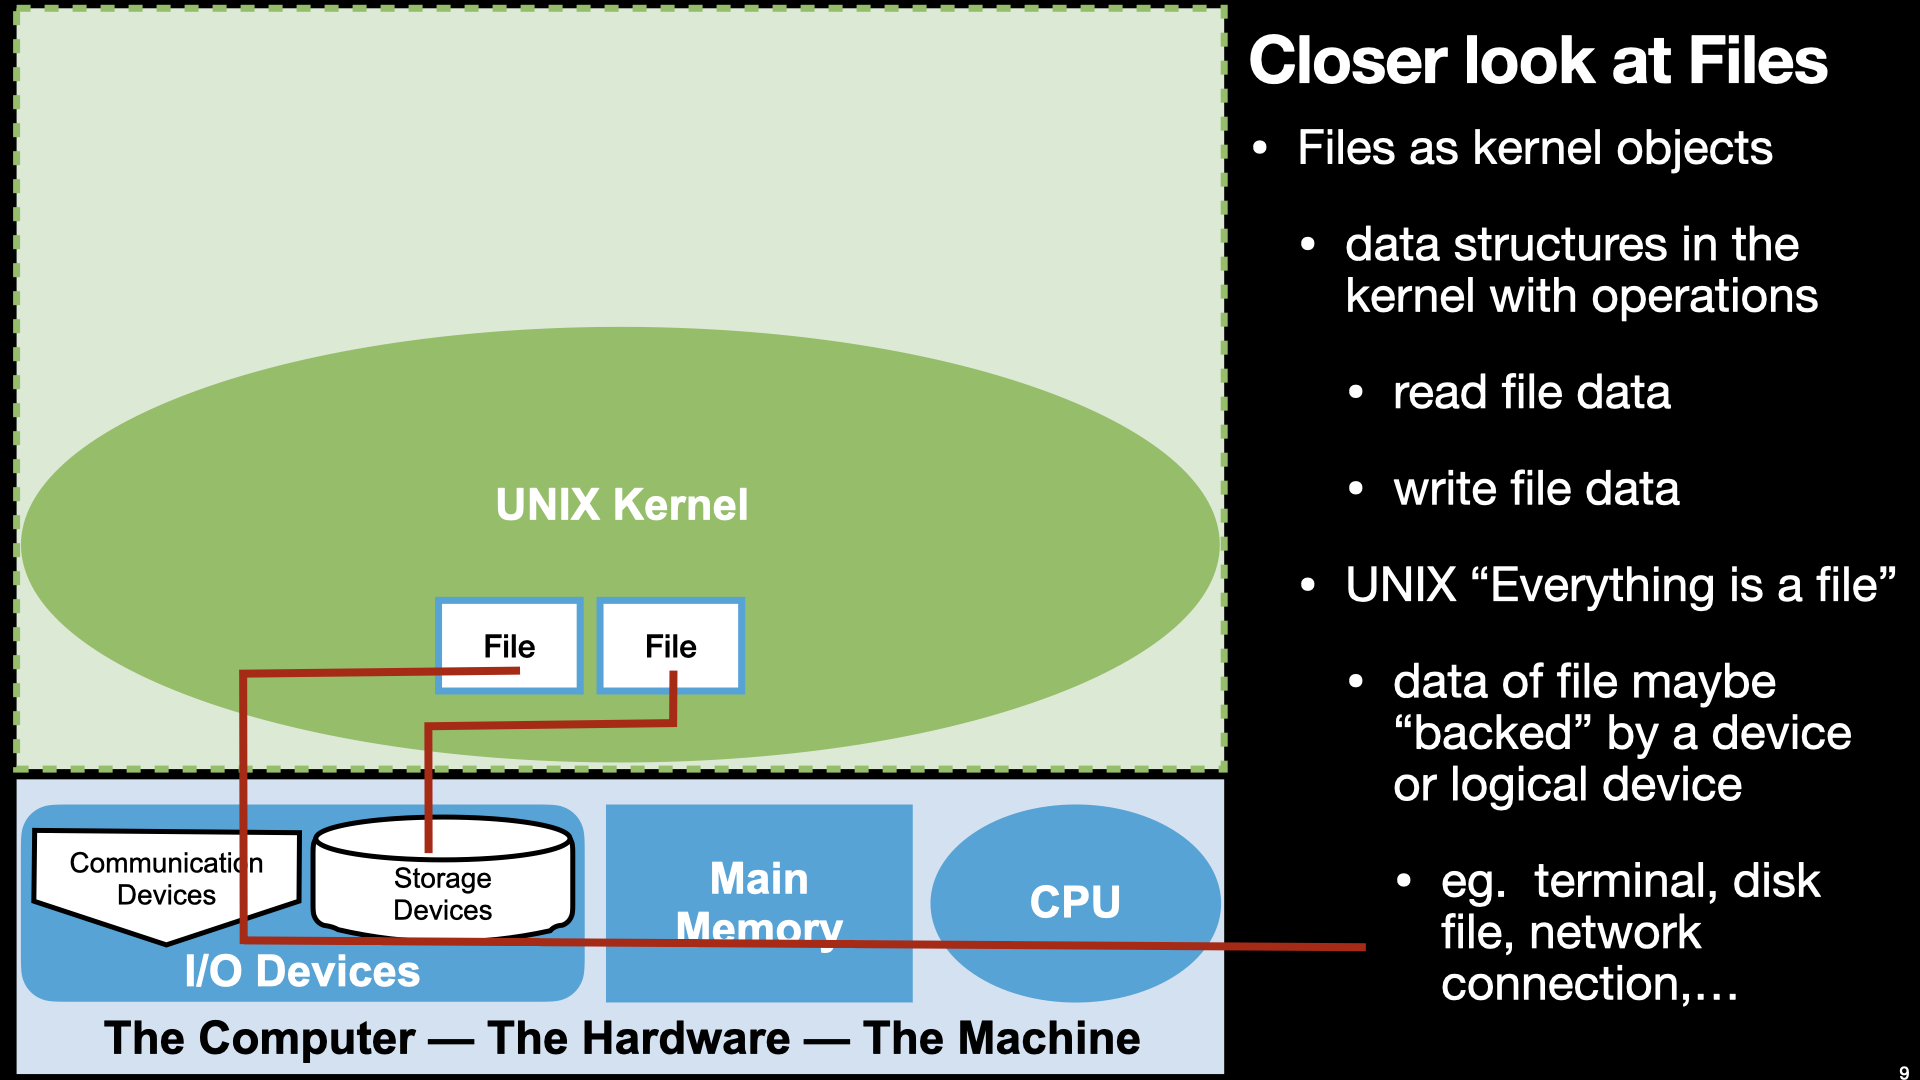 Closer look at Files
• Files as kernel objects
• data structures in the
kernel with operations
• read file data
• write file data
• UNIX “Everything is a file”
• data of file maybe
“backed” by a device
or logical device
• eg.  terminal, disk
file, network
connection,…
UNIX Kernel
File
File
Communication
Devices
Storage
Devices
I/O Devices
Main
Memory
CPU
The Computer — The Hardware — The Machine
9